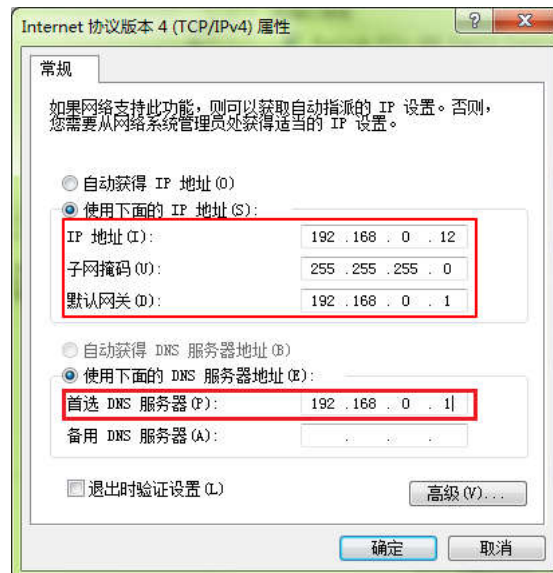 Internet 协议版本 4 (TCP/IPv4) 属性
常规
如果网络支持此功能，则可以获取自动指派的 IP 设置。否则，
您需要从网络系统管理员处获得适当的 IP 设置。
自动获得 IP 地址(O)
使用下面的 IP 地址(S):
IP 地址(I): 192 .168 . 0 . 12
子网掩码(U): 255 .255 .255 . 0
默认网关(D): 192 .168 . 0 . 1
自动获得 DNS 服务器地址(B)
使用下面的 DNS 服务器地址(E):
首选 DNS 服务器(P): 192 .168 . 0 . 1
备用 DNS 服务器(A): . . .
退出时验证设置(L)
高级(V)...
确定 取消